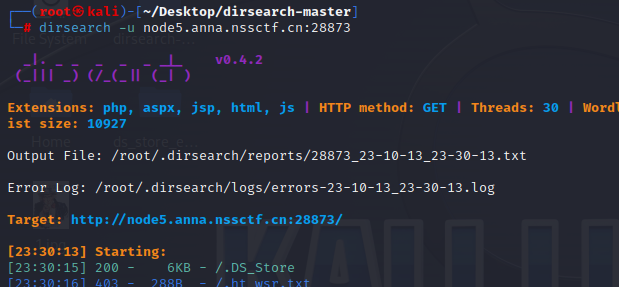 ┌──(root㉿kali)-[~/Desktop/dirsearch-master]
└─# dirsearch -u node5.anna.nssctf.cn:28873
v0.4.2
Extensions: php, aspx, jsp, html, js | HTTP method: GET | Threads: 30 | Wordl
ist size: 10927
Output File: /root/.dirsearch/reports/28873_23-10-13_23-30-13.txt
Error Log: /root/.dirsearch/logs/errors-23-10-13_23-30-13.log
Target: http://node5.anna.nssctf.cn:28873/
[23:30:13] Starting:
[23:30:15] 200 -    6KB - /.DS_Store
[23:30:16] 403 -  288B  - /.ht_wsr.txt